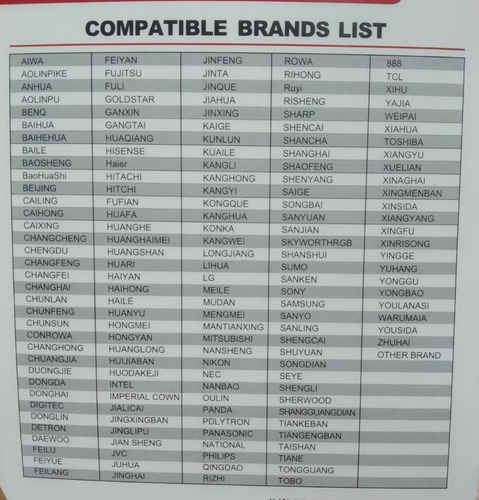 COMPATIBLE BRANDS LIST
AIWA
AOLINPIKE
ANHUA
AOLINPU
BENQ
BAIHUA
BAIHEHUA
BAILE
BAOSHENG
BaoHuaShi
BEIJING
CAILING
CAIHONG
CAIXING
CHANGCHENG
CHENGDU
CHANGFENG
CHANGFEI
CHANGHAI
CHUNLAN
CHUNFENG
CHUNSUN
CONROWA
CHANGHONG
CHUANGJIA
DUONGJIE
DONGDA
DONGHAI
DIGITEC
DONGLIN
DETRON
DAEWOO
FEILU
FEIYUE
FEILANG
FEIYAN
FUJITSU
FULI
GOLDSTAR
GANXIN
GANGTAI
HUAQIANG
HISENSE
Haier
HITACHI
HITCHI
FUFIAN
HUAFA
HUANGHE
HUANGHAIMEI
HUANGSHAN
HUARI
HAIYAN
HAIHONG
HAILE
HUANYU
HONGMEI
HONGYAN
HUANGLONG
HUIJIABAN
HUODAKEJI
INTEL
IMPERIAL COWN
JIALICAI
JINGXINGBAN
JINGLIPU
JIAN SHENG
JVC
JUHUA
JINGHAI
JINFENG
JINTA
JINQUE
JIAHUA
JINXING
KAIGE
KUNLUN
KUAILE
KANGLI
KANGHONG
KANGYI
KONGQUE
KANGHUA
KONKA
KANGWEI
LONGJIANG
LIHUA
LG
MEILE
MUDAN
MENGMEI
MANTIANXING
MITSUBISHI
NANSHENG
NIKON
NEC
NANBAO
OULIN
PANDA
PDLYTRON
PANASONIC
NATIONAL
PHILIPS
QINGDAO
RIZHI
ROWA
RIHONG
Ruyi
RISHENG
SHARP
SHENCAI
SHANCHA
SHANGHAI
SHAOFENG
SHENYANG
SAIGE
SONGBAI
SANYUAN
SANJIAN
SKYWORTHRGB
SHANSHUI
SUMO
SANKEN
SONY
SAMSUNG
SANYO
SANLING
SHENGCAI
SHUYUAN
SONGDIAN
SEYE
SHENGLI
SHERWOOD
SHANGGUANGDIAN
TIANKEBAN
TIANGENGBAN
TAISHAN
TIANE
TONGGUANG
TOBO
888
TCL
XIHU
YAJIA
WEIPAI
XIAHUA
TOSHIBA
XIANGYU
XUELIAN
XINAGHAI
XINGMENBAN
XINSIDA
XIANGYANG
XINGFU
XINRISONG
YINGGE
YUHANG
YONGGU
YONGBAO
YOULANASI
WARUMAIA
YOUSIDA
ZHUHAI
OTHER BRAND